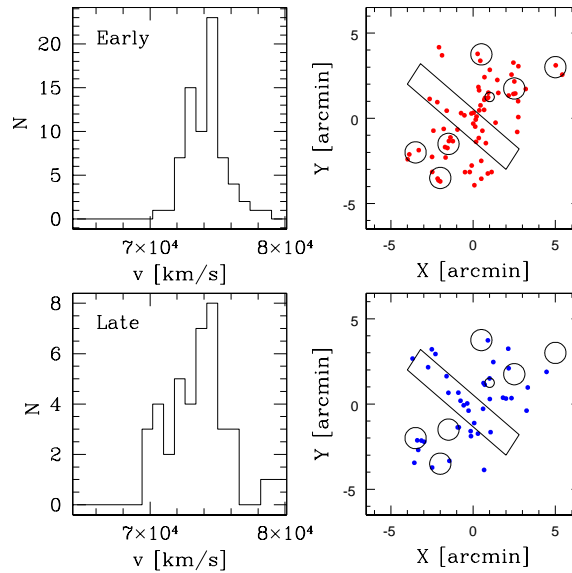 20
15
10
5
0
Early
N
7×10⁴ 8×10⁴
v [km/s]
5
0
-5
Y [arcmin]
-5 0 5
X [arcmin]
8
6
4
2
0
Late
N
7×10⁴ 8×10⁴
v [km/s]
5
0
-5
Y [arcmin]
-5 0 5
X [arcmin]